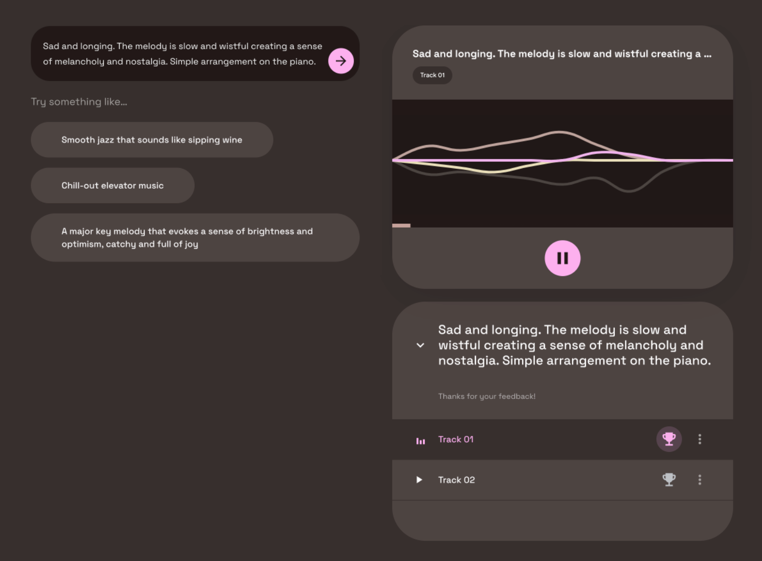 Sad and longing. The melody is slow and wistful creating a sense
of melancholy and nostalgia. Simple arrangement on the piano.
Try something like...
Smooth jazz that sounds like sipping wine
Chill-out elevator music
A major key melody that evokes a sense of brightness and
optimism, catchy and full of joy
Sad and longing. The melody is slow and wistful creating a ...
Track 01
Sad and longing. The melody is slow and
wistful creating a sense of melancholy and
nostalgia. Simple arrangement on the piano.
Thanks for your feedback!
Track 01
Track 02